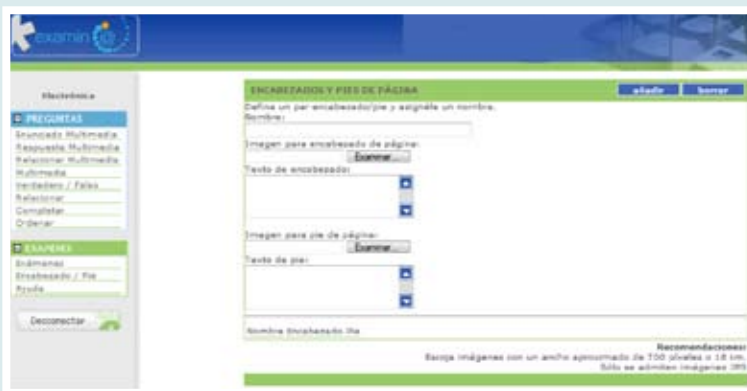 examin@
Electrónica
PREGUNTAS
Enunciado Multimedia
Respuesta Multimedia
Relacionar Multimedia
Multimedia
Verdadero / Falso
Relacionar
Completar
Ordenar
EXÁMENES
Exámenes
Encabezado / Pie
Ayuda
Desconectar
ENCABEZADOS Y PIES DE PÁGINA
añadir
borrar
Defina un par encabezado/pie y asígnele un nombre.
Nombre:
Imagen para encabezado de página:
Examinar...
Texto de encabezado:
Imagen para pie de página:
Examinar...
Texto de pie:
Nombre Encabezado Pie
Recomendaciones:
Escoja imágenes con un ancho aproximado de 700 píxeles o 18 cm.
Sólo se admiten imágenes JPG